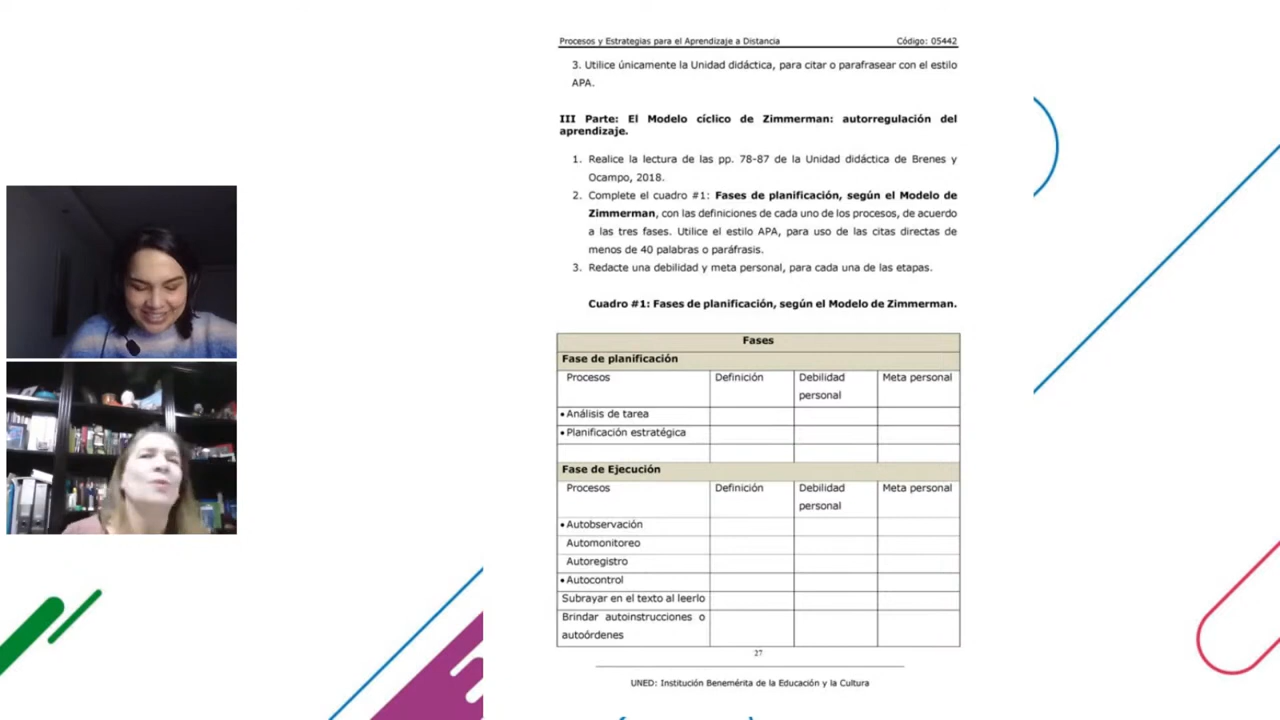 Procesos y Estrategias para el Aprendizaje a Distancia Código: 05442
3. Utilice únicamente la Unidad didáctica, para citar o parafrasear con el estilo
APA.
III Parte: El Modelo cíclico de Zimmerman: autorregulación del
aprendizaje.
1. Realice la lectura de las pp. 78-87 de la Unidad didáctica de Brenes y
Ocampo, 2018.
2. Complete el cuadro #1: Fases de planificación, según el Modelo de
Zimmerman, con las definiciones de cada uno de los procesos, de acuerdo
a las tres fases. Utilice el estilo APA, para uso de las citas directas de
menos de 40 palabras o paráfrasis.
3. Redacte una debilidad y meta personal, para cada una de las etapas.
Cuadro #1: Fases de planificación, según el Modelo de Zimmerman.
Fases
Fase de planificación
Procesos Definición Debilidad Meta personal
personal
• Análisis de tarea
• Planificación estratégica
Fase de Ejecución
Procesos Definición Debilidad Meta personal
personal
• Autobservación
Automonitoreo
Autoregistro
• Autocontrol
Subrayar en el texto al leerlo
Brindar autoinstrucciones o
autoórdenes
27
UNED: Institución Benemérita de la Educación y la Cultura